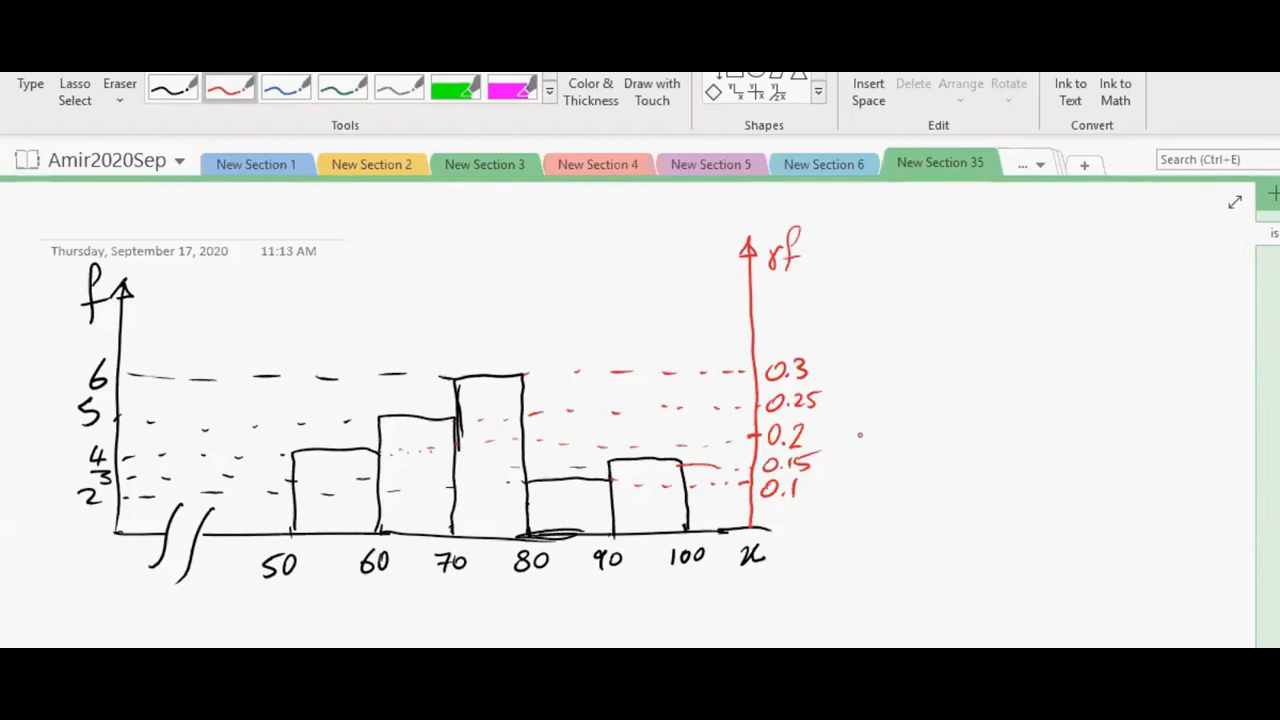 Type Lasso Select Eraser Color & Thickness Draw with Touch Insert Space Delete Arrange Rotate Ink to Text Ink to Math
Tools Shapes Edit Convert
Amir2020Sep New Section 1 New Section 2 New Section 3 New Section 4 New Section 5 New Section 6 New Section 35 ... + Search (Ctrl+E)
is
Thursday, September 17, 2020 11:13 AM
f
rf
6 0.3
5 0.25
4 0.2
3 0.15
2 0.1
50 60 70 80 90 100 x